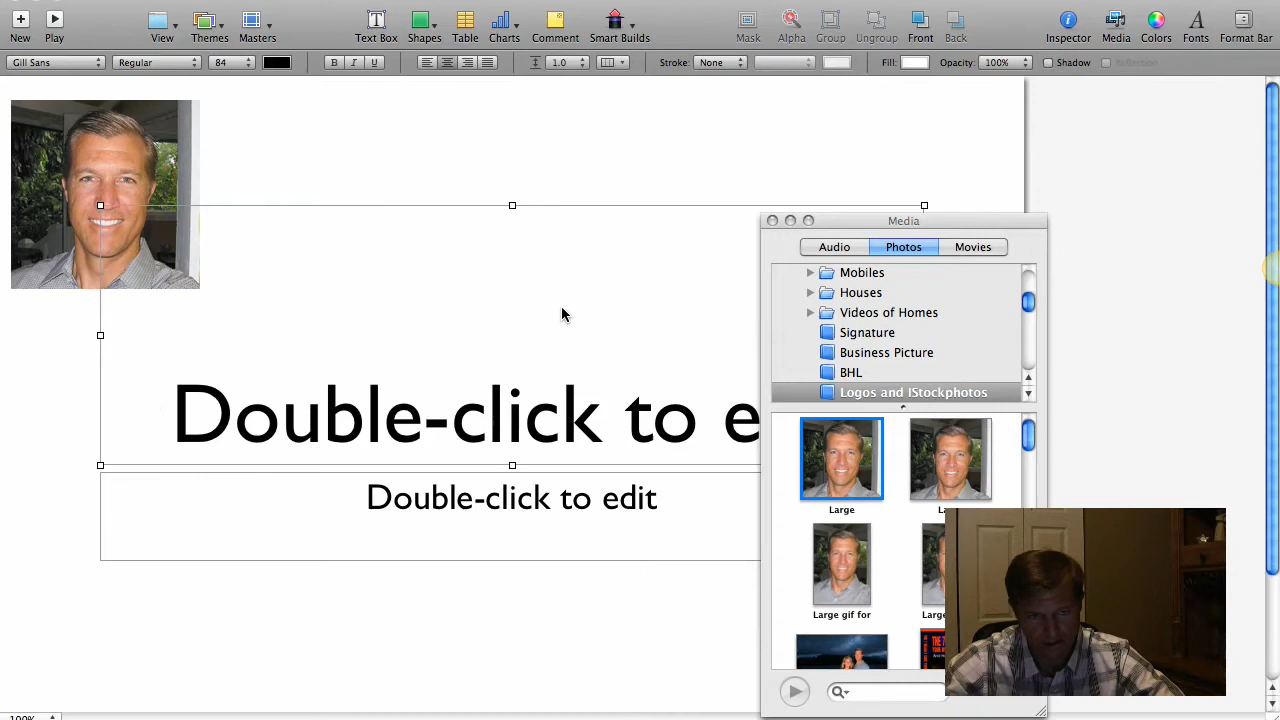 New Play View Themes Masters Text Box Shapes Table Charts Comment Smart Builds Mask Alpha Group Ungroup Front Back Inspector Media Colors Fonts Format Bar
Gill Sans Regular 84 B I U 1.0 Stroke: None Fill: Opacity: 100% Shadow Reflection
Media
Audio Photos Movies
Mobiles
Houses
Videos of Homes
Signature
Business Picture
BHL
Logos and IStockphotos
Double-click to e
Double-click to edit
Large
Large gif for
100%